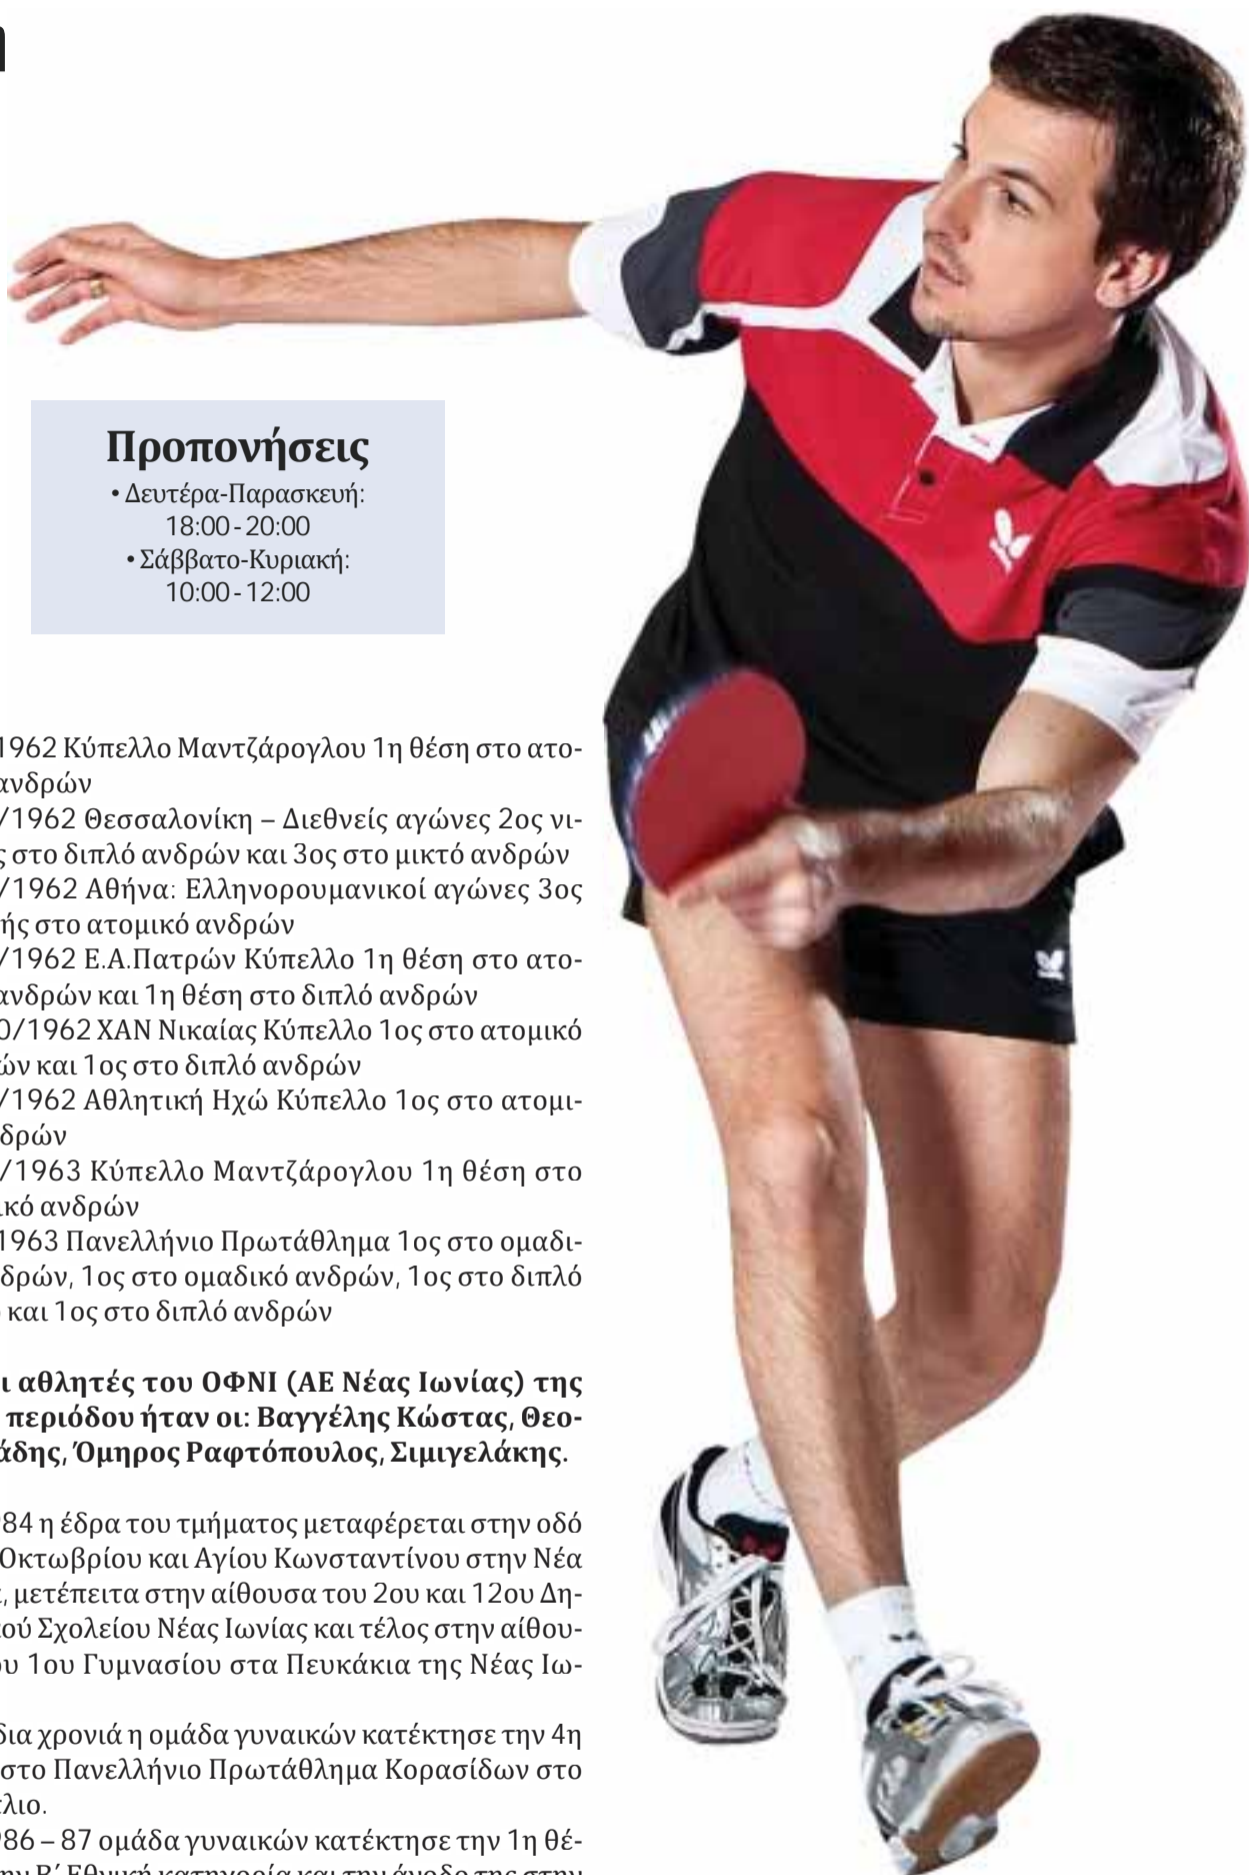 Προπονήσεις
• Δευτέρα-Παρασκευή:
18:00 - 20:00
• Σάββατο-Κυριακή:
10:00 - 12:00
1962 Κύπελλο Μαντζάρογλου 1η θέση στο ατο-
ανδρών
/1962 Θεσσαλονίκη – Διεθνείς αγώνες 2ος νι-
ς στο διπλό ανδρών και 3ος στο μικτό ανδρών
/1962 Αθήνα: Ελληνορουμανικοί αγώνες 3ος
ής στο ατομικό ανδρών
/1962 Ε.Α.Πατρών Κύπελλο 1η θέση στο ατο-
ανδρών και 1η θέση στο διπλό ανδρών
0/1962 ΧΑΝ Νικαίας Κύπελλο 1ος στο ατομικό
ών και 1ος στο διπλό ανδρών
/1962 Αθλητική Ηχώ Κύπελλο 1ος στο ατομι-
δρών
/1963 Κύπελλο Μαντζάρογλου 1η θέση στο
ικό ανδρών
1963 Πανελλήνιο Πρωτάθλημα 1ος στο ομαδι-
δρών, 1ος στο ομαδικό ανδρών, 1ος στο διπλό
και 1ος στο διπλό ανδρών
ι αθλητές του ΟΦΝΙ (ΑΕ Νέας Ιωνίας) της
περιόδου ήταν οι: Βαγγέλης Κώστας, Θεο-
άδης, Όμηρος Ραφτόπουλος, Σιμιγελάκης.
84 η έδρα του τμήματος μεταφέρεται στην οδό
Οκτωβρίου και Αγίου Κωνσταντίνου στην Νέα
, μετέπειτα στην αίθουσα του 2ου και 12ου Δη-
ού Σχολείου Νέας Ιωνίας και τέλος στην αίθου-
ου 1ου Γυμνασίου στα Πευκάκια της Νέας Ιω-
δια χρονιά η ομάδα γυναικών κατέκτησε την 4η
στο Πανελλήνιο Πρωτάθλημα Κορασίδων στο
λιο.
986 – 87 ομάδα γυναικών κατέκτησε την 1η θέ-
ην Β΄ Εθνική κατηγορία και την άνοδο της στην